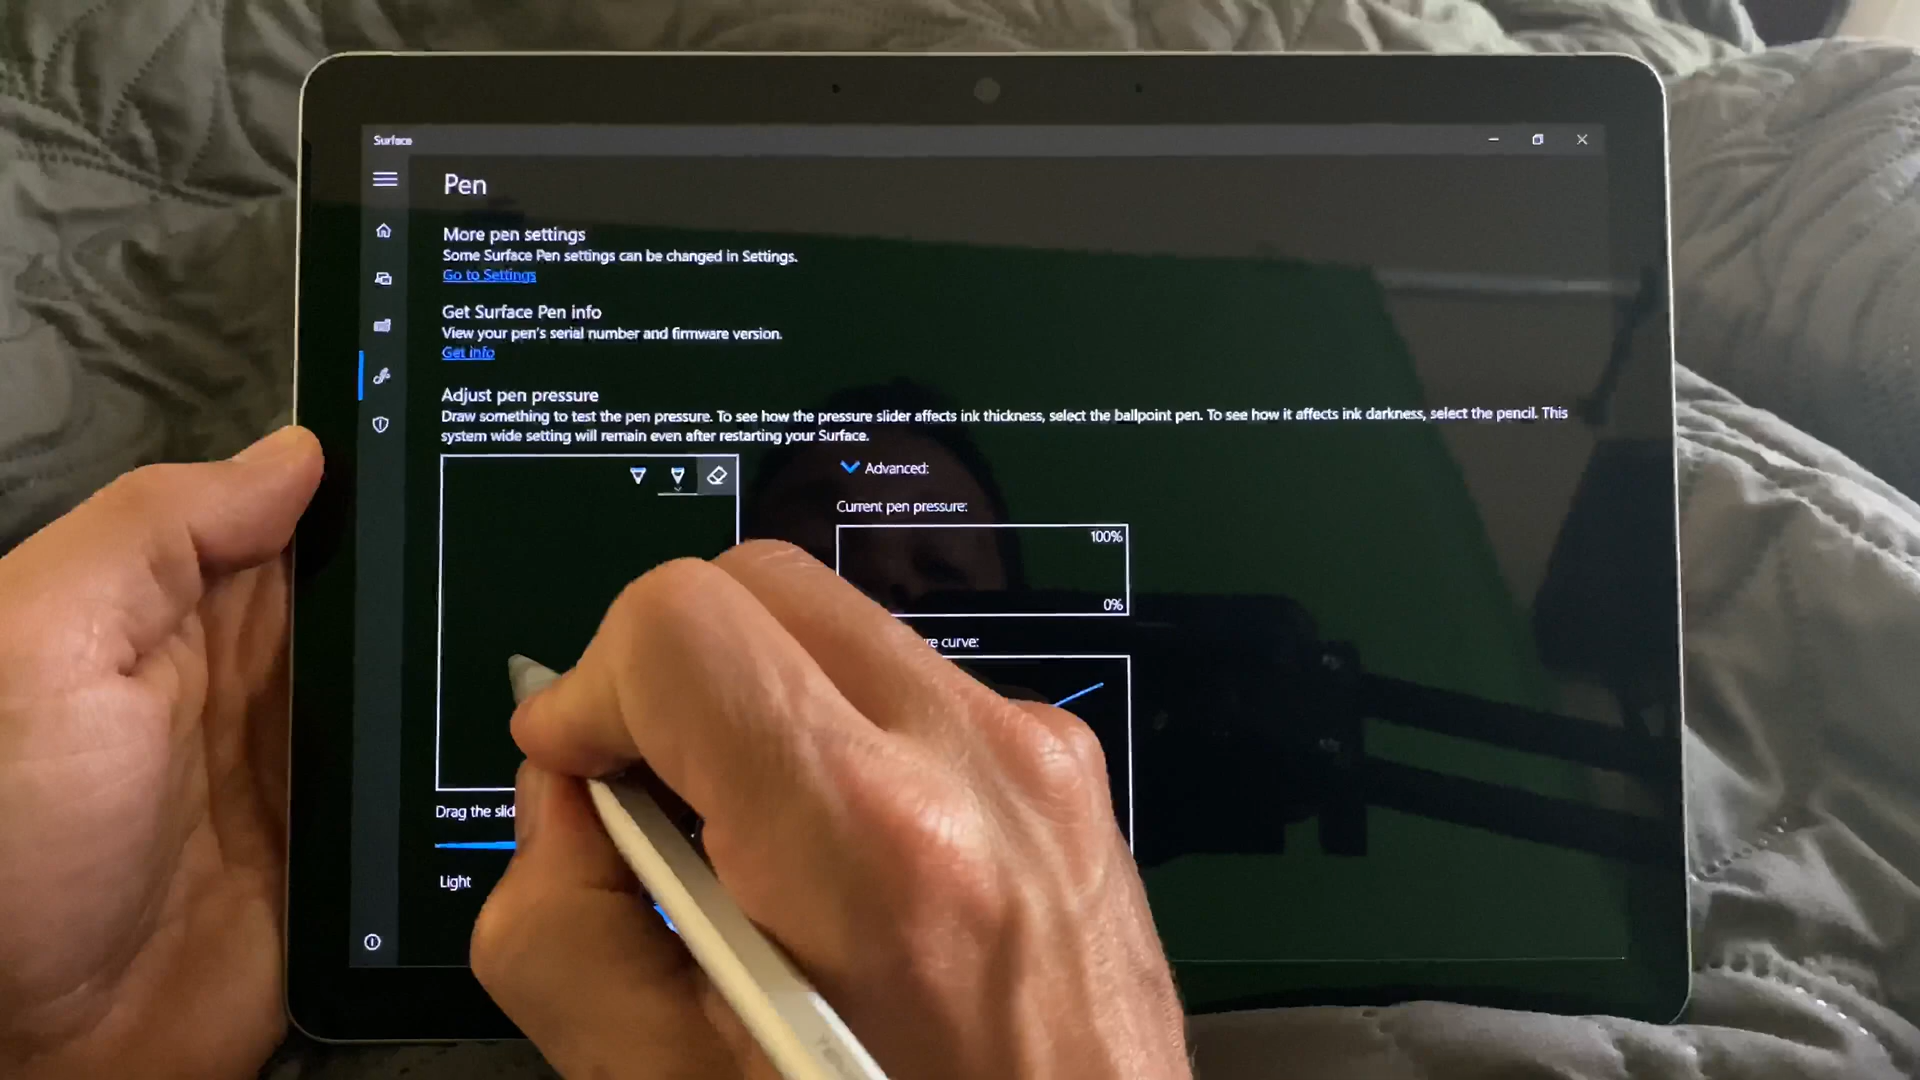 Surface
Pen
More pen settings
Some Surface Pen settings can be changed in Settings.
Go to Settings
Get Surface Pen info
View your pen's serial number and firmware version.
Get info
Adjust pen pressure
Draw something to test the pen pressure. To see how the pressure slider affects ink thickness, select the ballpoint pen. To see how it affects ink darkness, select the pencil. This
system wide setting will remain even after restarting your Surface.
Advanced:
Current pen pressure:
100%
0%
curve:
Drag the
Light